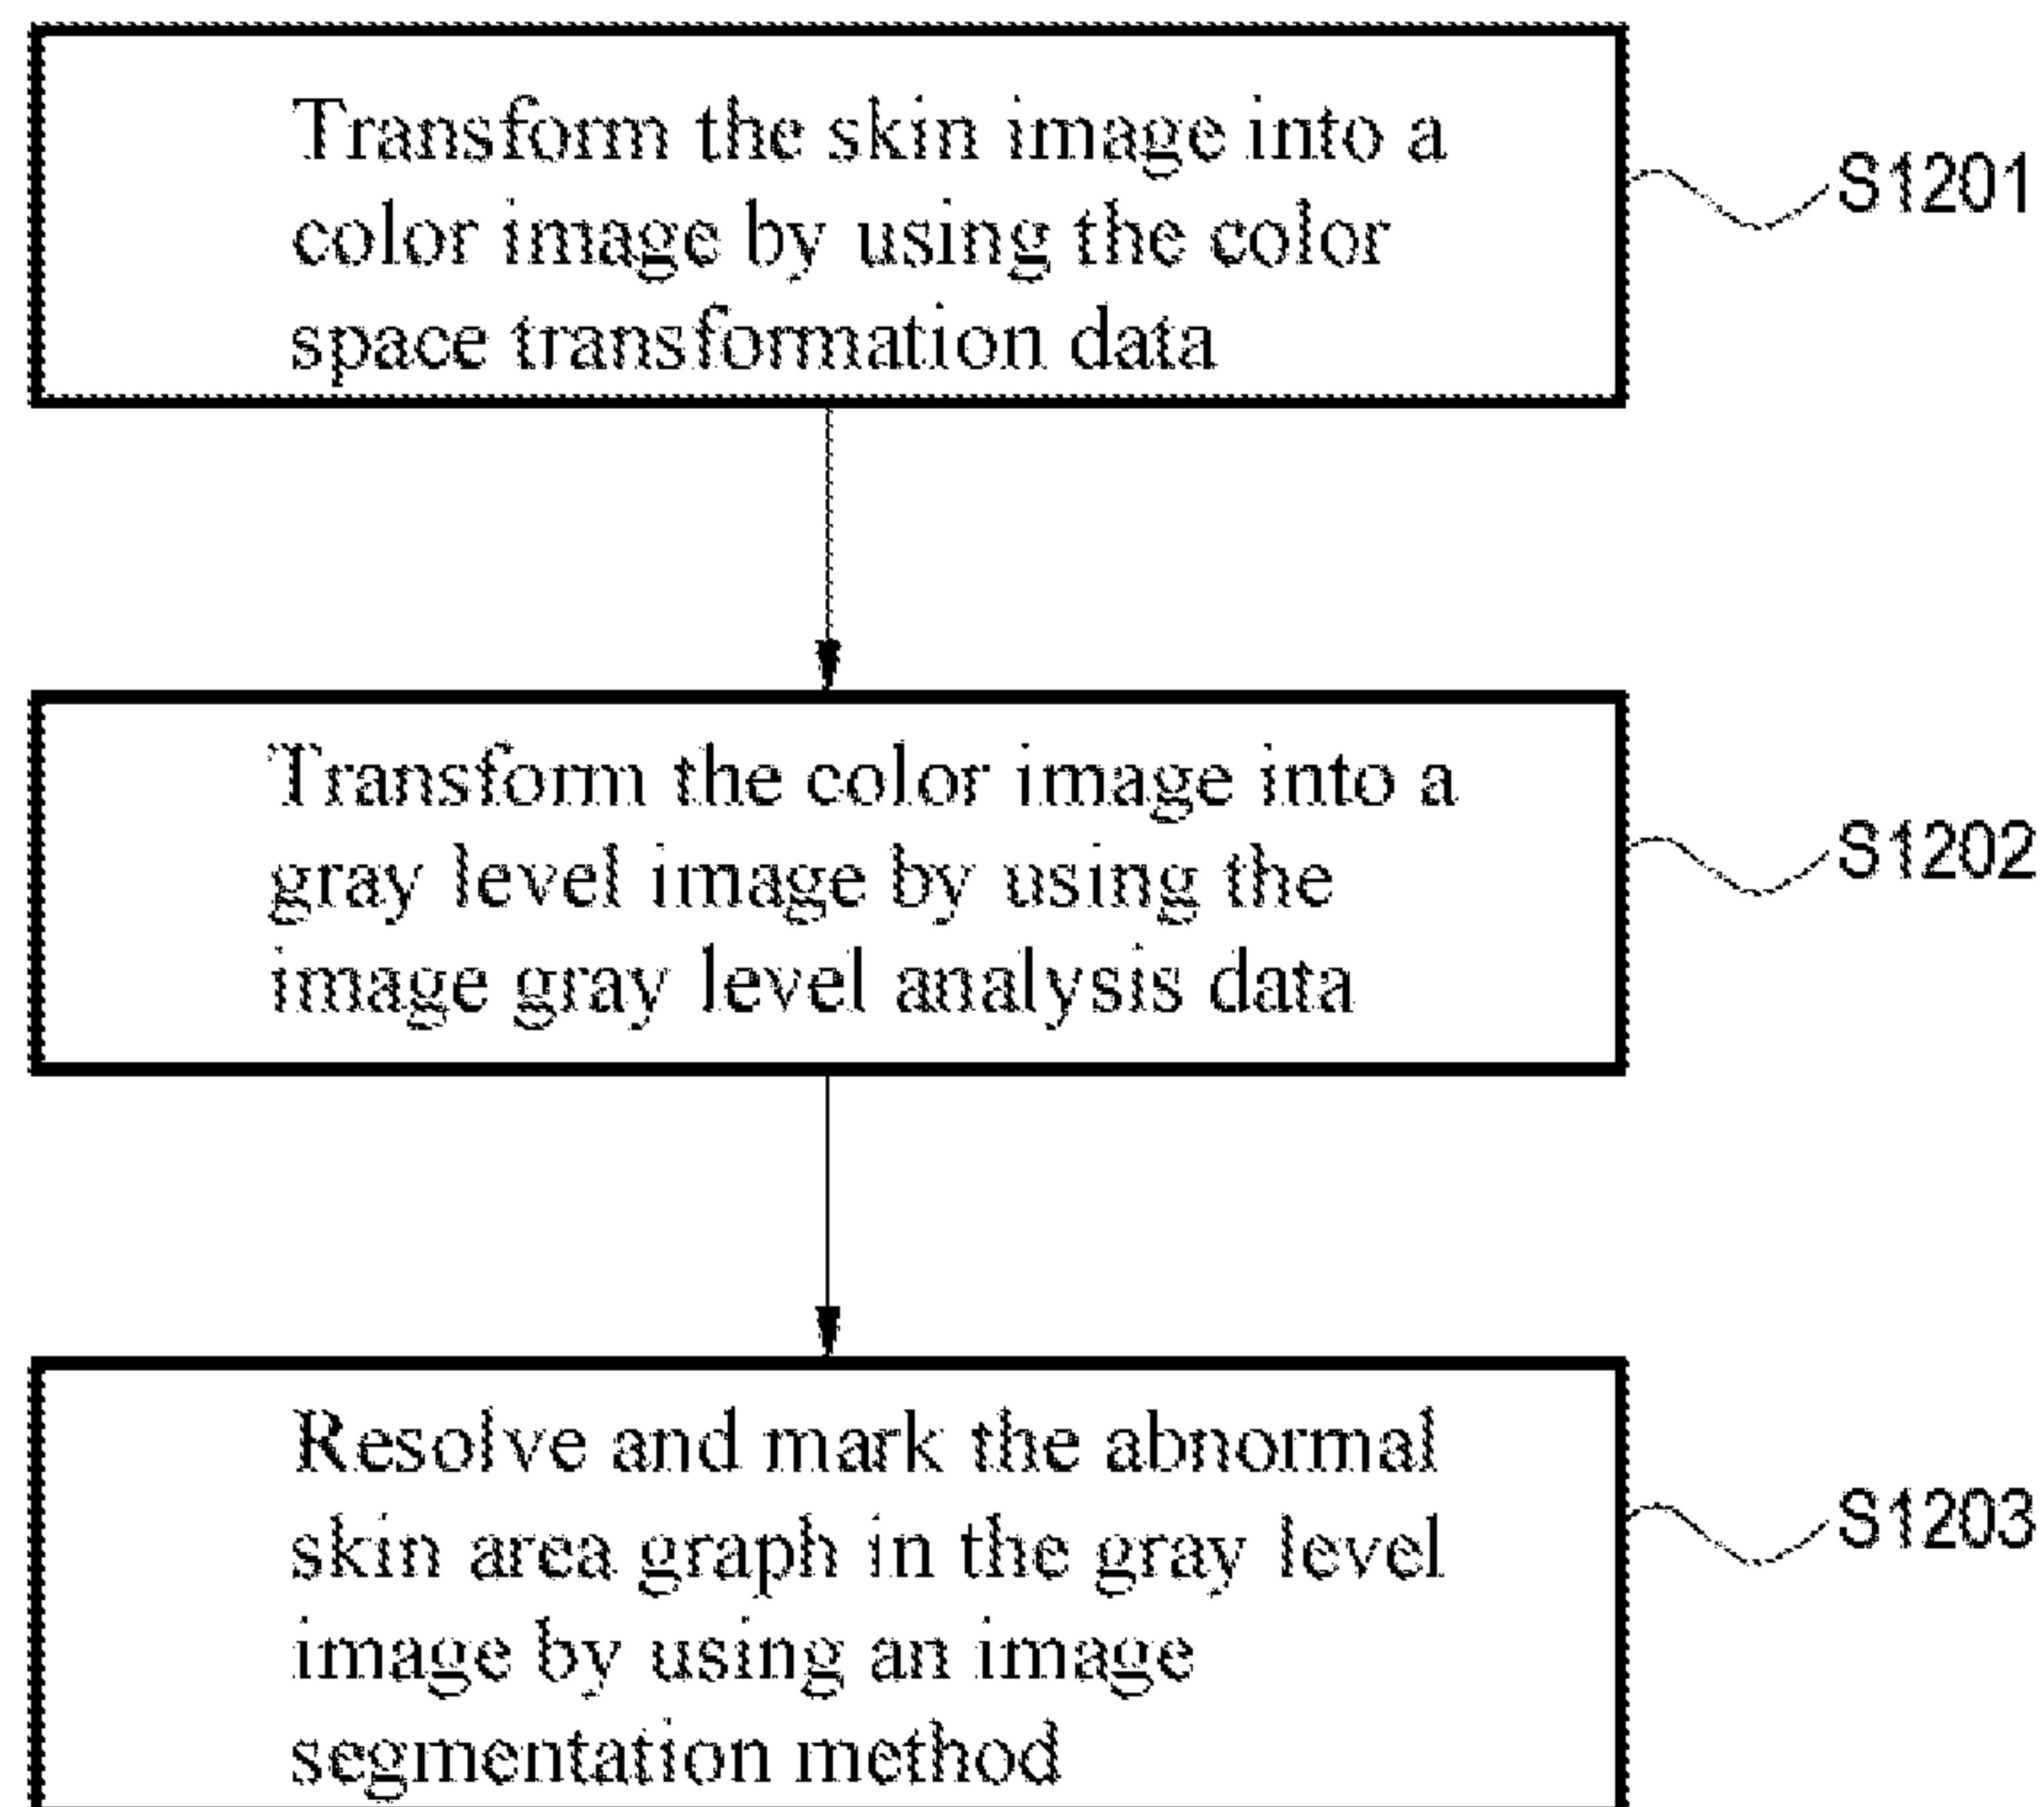 Transform the skin image into a
color image by using the color
space transformation data
S1201
Transform the color image into a
gray level image by using the
image gray level analysis data
S1202
Resolve and mark the abnormal
skin area graph in the gray level
image by using an image
segmentation method
S1203